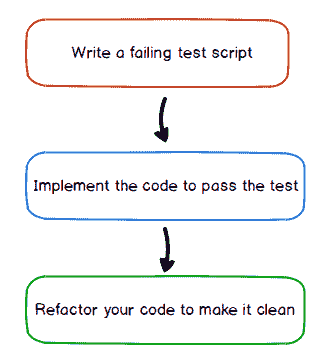 Write a failing test script
Implement the code to pass the test
Refactor your code to make it clean